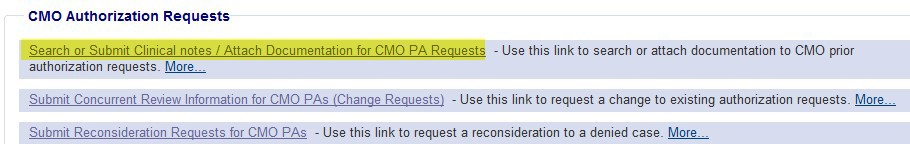 CMO Authorization Requests
Search or Submit Clinical notes / Attach Documentation for CMO PA Requests - Use this link to search or attach documentation to CMO prior
authorization requests. More...
Submit Concurrent Review Information for CMO PAs (Change Requests) - Use this link to request a change to existing authorization requests. More...
Submit Reconsideration Requests for CMO PAs - Use this link to request a reconsideration to a denied case. More...